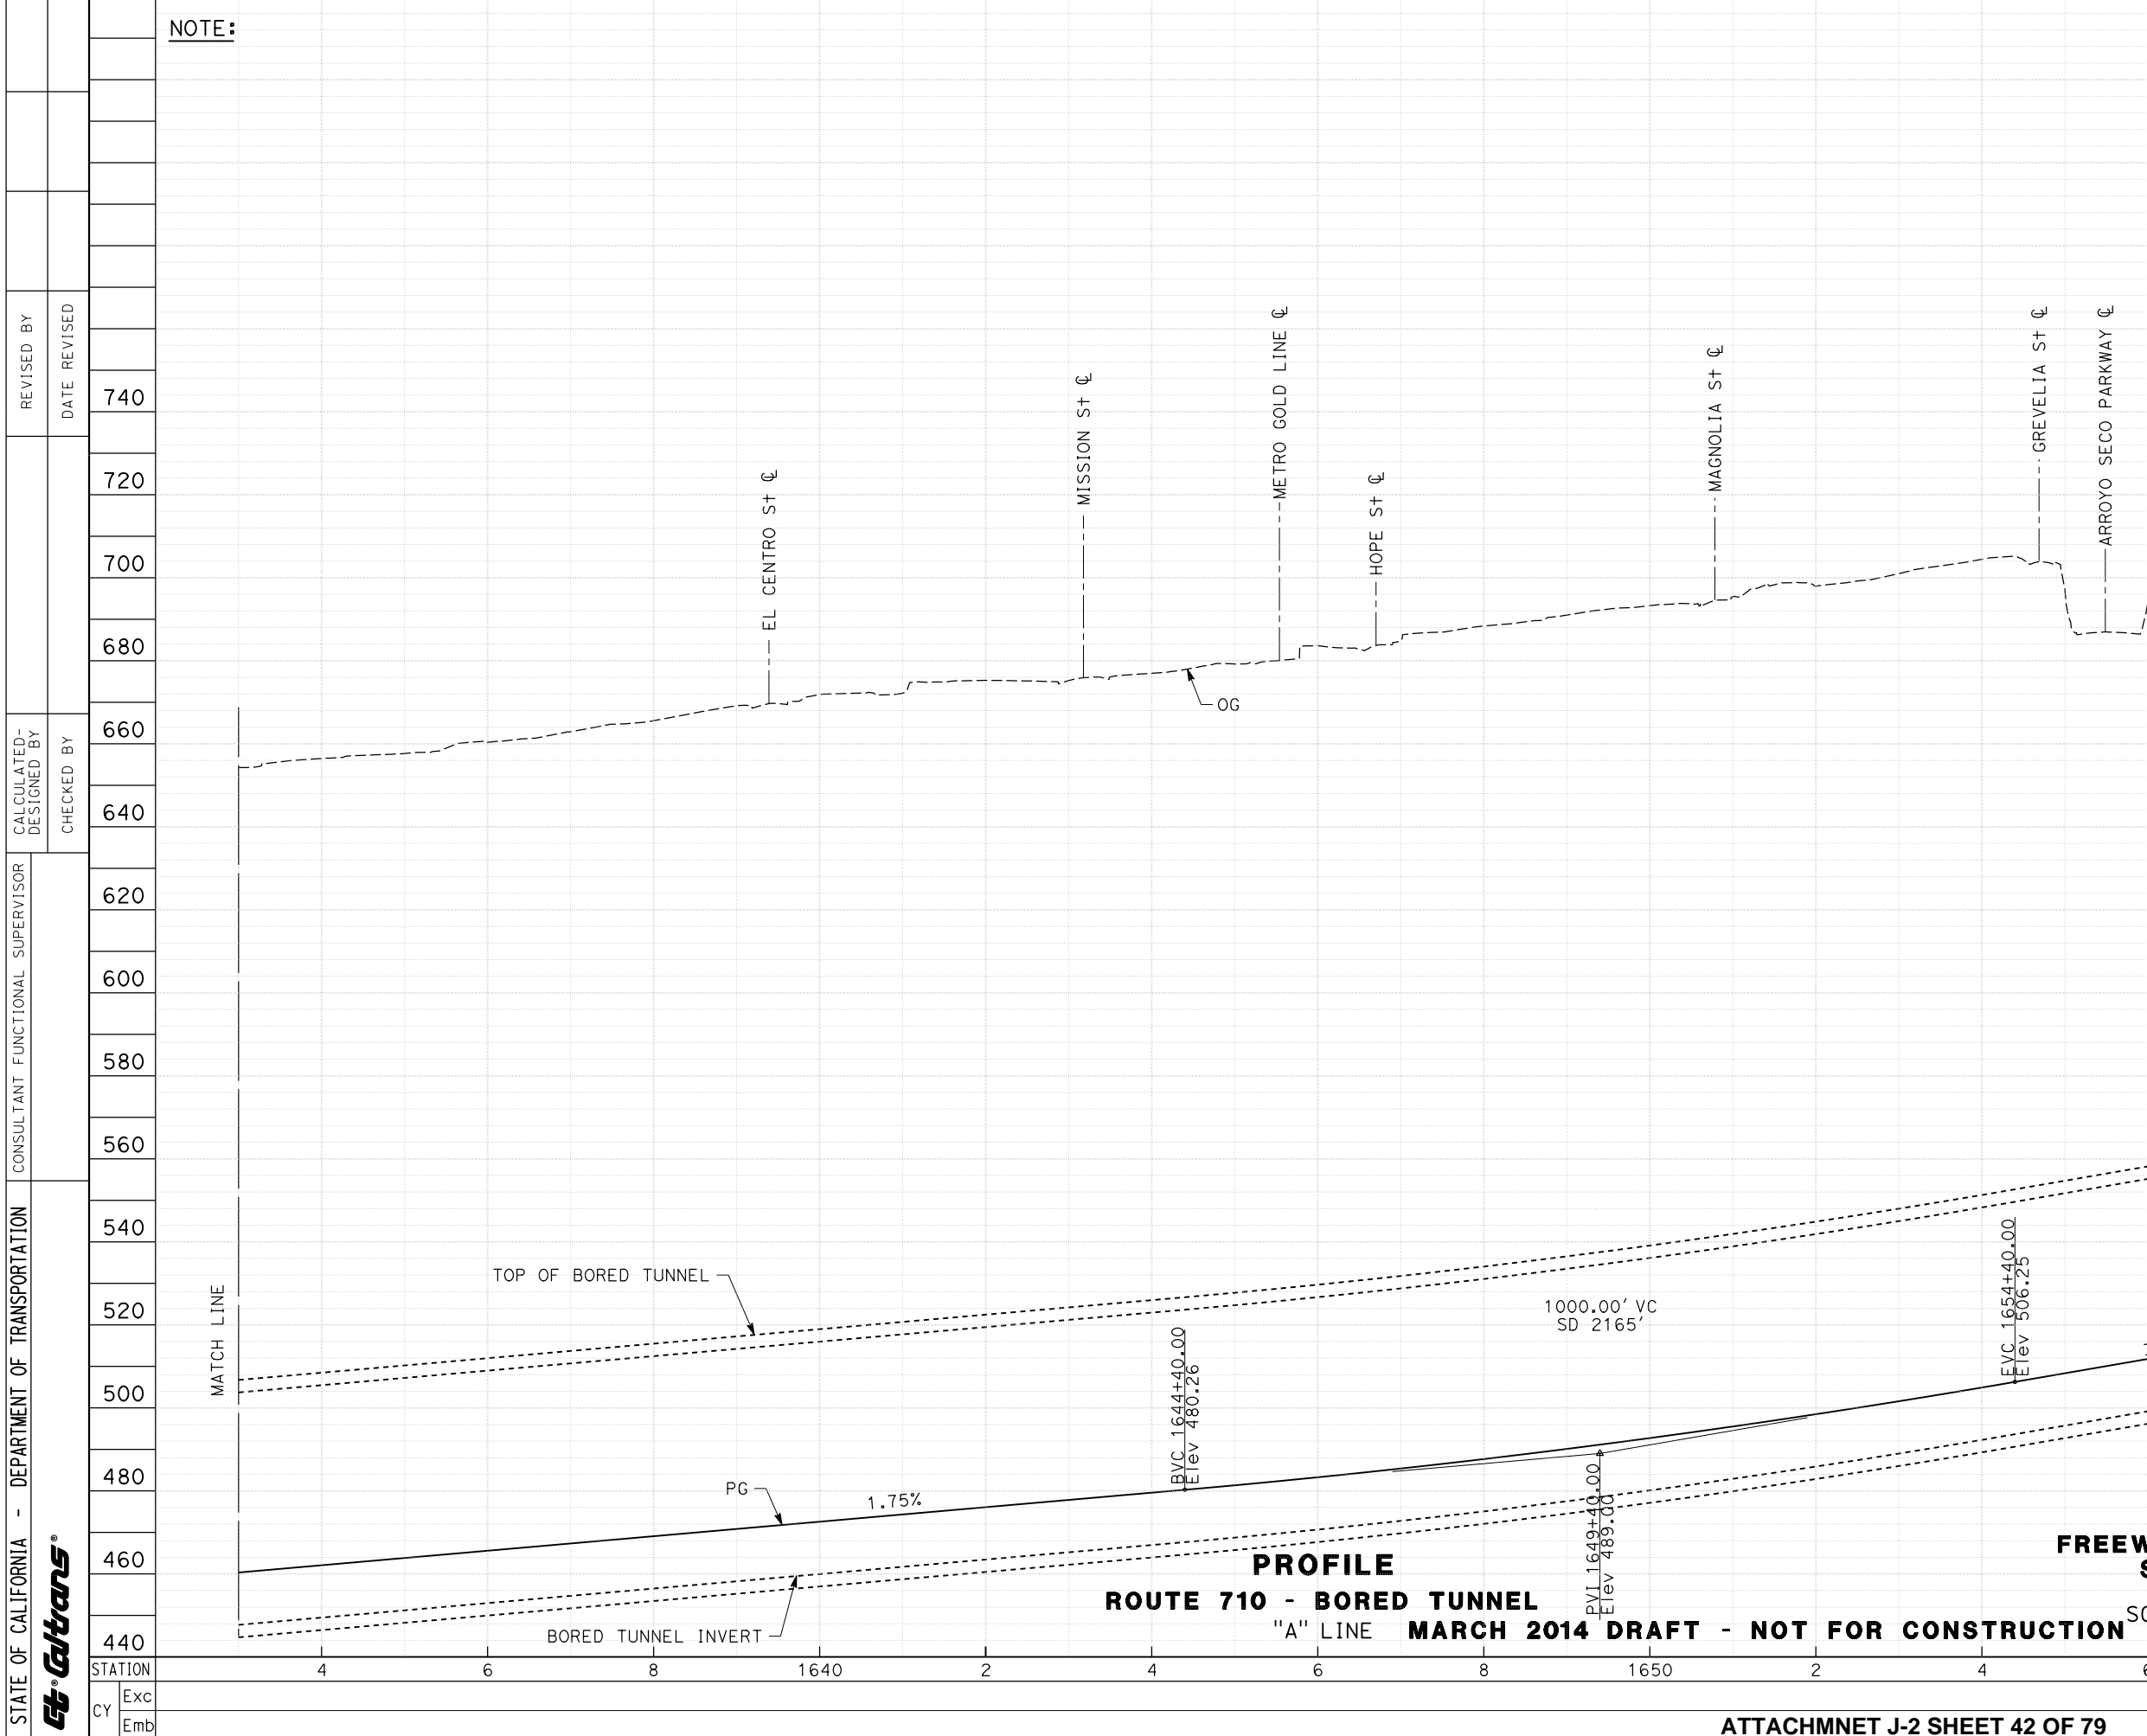 NOTE:
REVISED BY
DATE REVISED
CALCULATED-
DESIGNED BY
CHECKED BY
CONSULTANT FUNCTIONAL SUPERVISOR
STATE OF CALIFORNIA - DEPARTMENT OF TRANSPORTATION
Caltrans®
740
720
700
680
660
640
620
600
580
560
540
520
500
480
460
440
MATCH LINE
EL CENTRO St ℄
MISSION St ℄
METRO GOLD LINE ℄
HOPE St ℄
MAGNOLIA St ℄
GREVELIA St ℄
ARROYO SECO PARKWAY ℄
OG
TOP OF BORED TUNNEL
PG
1.75%
BORED TUNNEL INVERT
BVC 1644+40.00
Elev 480.26
1000.00' VC
SD 2165'
PVI 1649+40.00
Elev 489.00
EVC 1654+40.00
Elev 506.25
PROFILE
ROUTE 710 - BORED TUNNEL
"A" LINE
MARCH 2014 DRAFT - NOT FOR CONSTRUCTION
FREEW
S
SC
STATION 4 6 8 1640 2 4 6 8 1650 2 4
CY
Exc
Emb
ATTACHMNET J-2 SHEET 42 OF 79